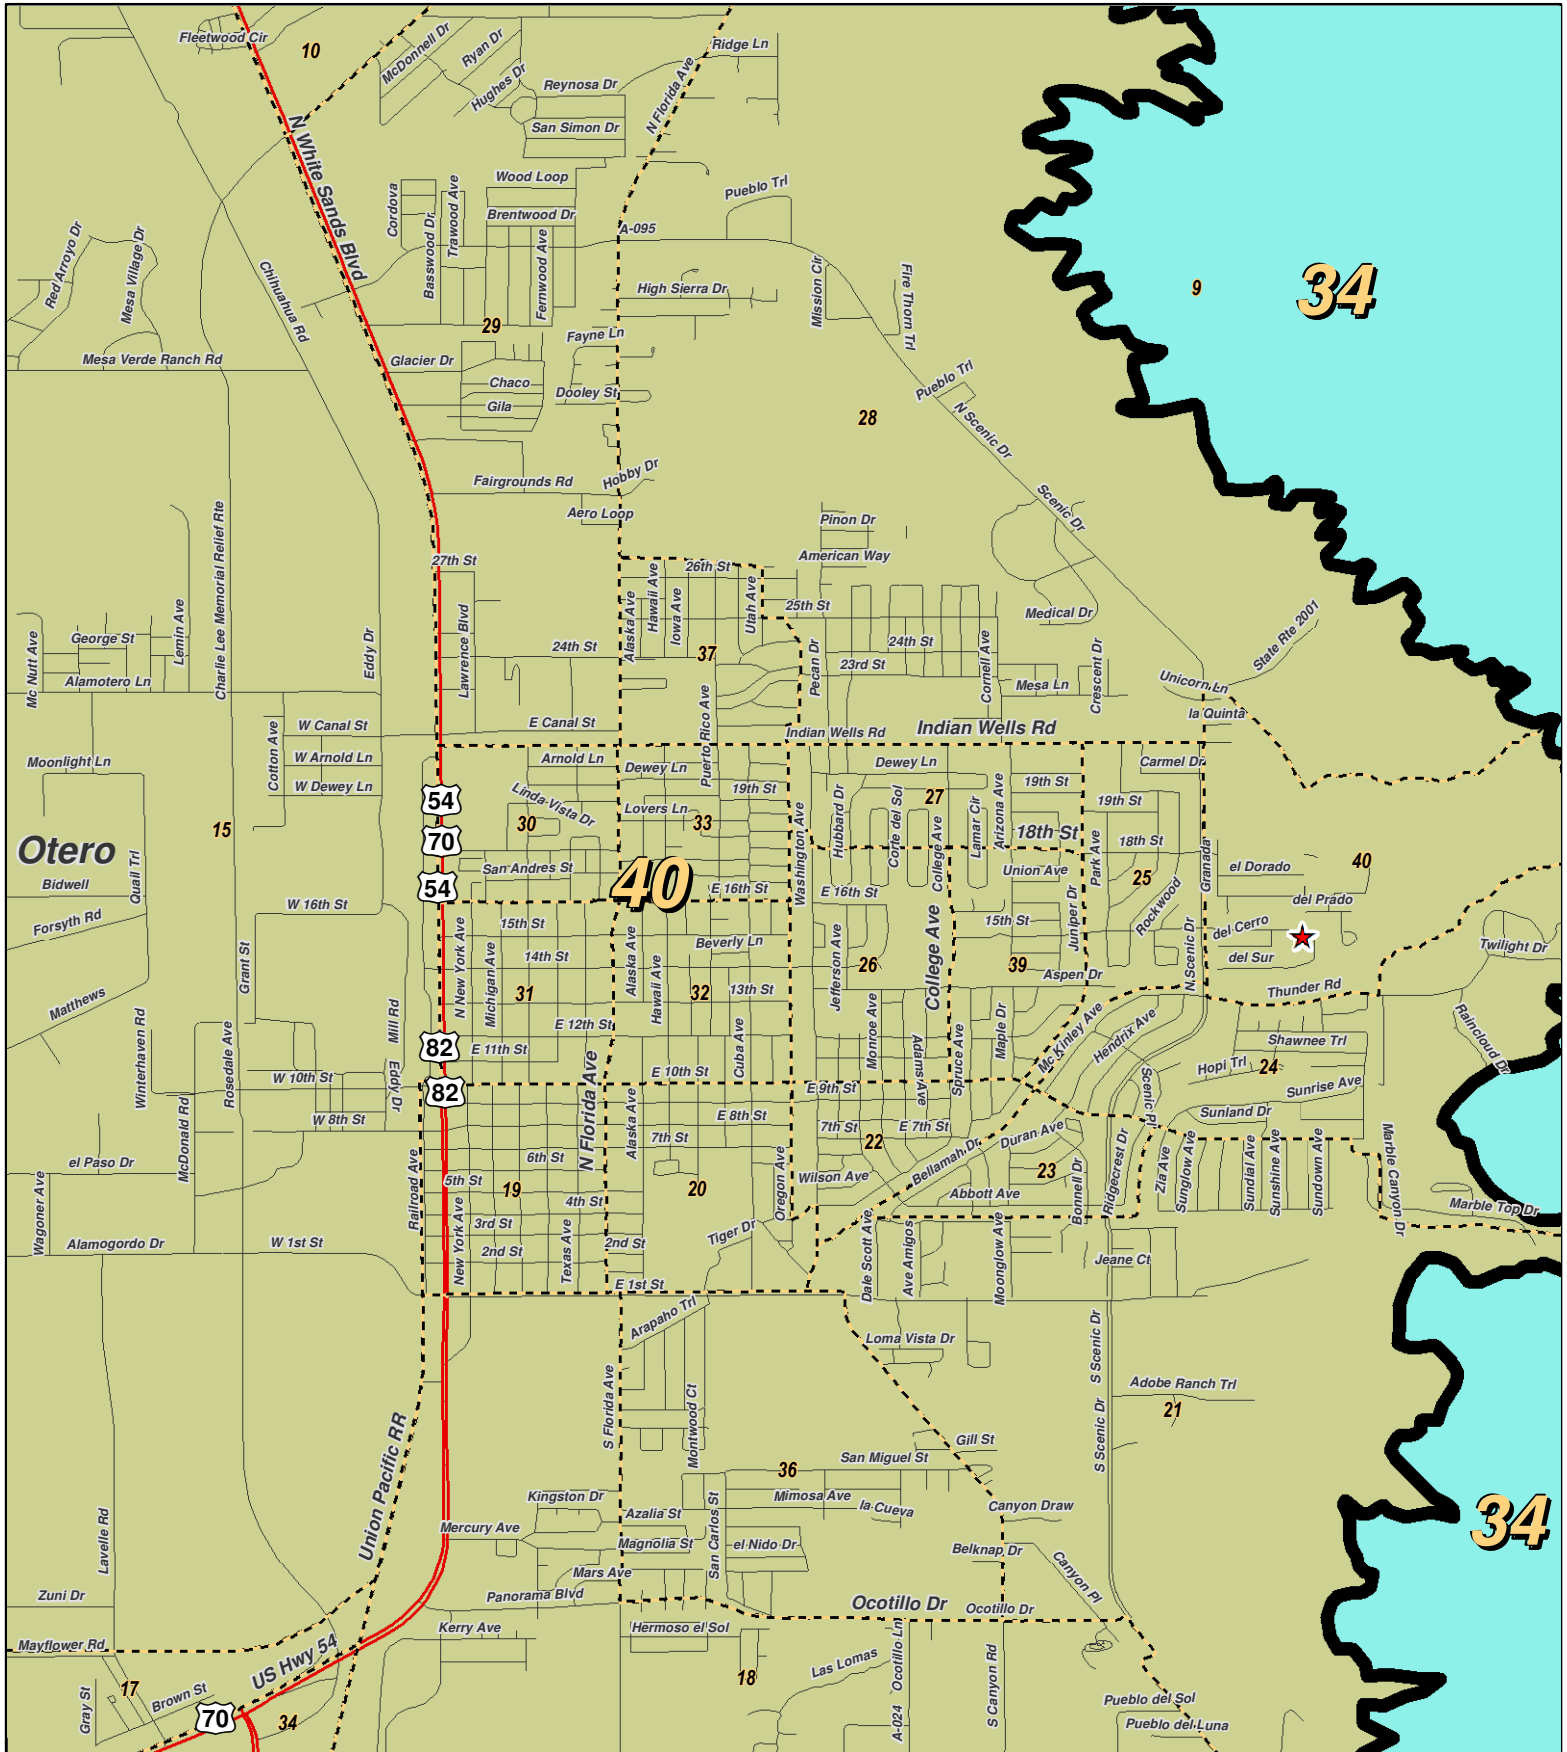 Fleetwood Cir
10
McDonnell Dr
Ryan Dr
Hughes Dr
Ridge Ln
Reynosa Dr
N Florida Ave
San Simon Dr
N White Sands Blvd
Wood Loop
Pueblo Trl
Cordova
Basswood Dr
Trawood Ave
Brentwood Dr
Fernwood Ave
A-095
Red Arroyo Dr
Mesa Village Dr
Chihuahua Rd
High Sierra Dr
Mission Cir
Fire Thorn Trl
9
34
29
Fayne Ln
Mesa Verde Ranch Rd
Glacier Dr
Chaco
Gila
Dooley St
Pueblo Trl
N Scenic Dr
28
Fairgrounds Rd
Hobby Dr
Aero Loop
Scenic Dr
Pinon Dr
American Way
27th St
26th St
Charlie Lee Memorial Relief Rte
Lemin Ave
Mc Nutt Ave
George St
Alamotero Ln
Eddy Dr
Lawrence Blvd
24th St
Alaska Ave
Hawaii Ave
Iowa Ave
Utah Ave
25th St
37
Pecan Dr
24th St
23rd St
Cornell Ave
Medical Dr
Mesa Ln
Crescent Dr
State Rte 2001
Unicorn Ln
la Quinta
W Canal St
E Canal St
Puerto Rico Ave
Indian Wells Rd
Indian Wells Rd
Moonlight Ln
Cotton Ave
W Arnold Ln
W Dewey Ln
Arnold Ln
Dewey Ln
Dewey Ln
Carmel Dr
54
Linda Vista Dr
Lovers Ln
19th St
Washington Ave
Hubbard Dr
Corte del Sol
27
College Ave
Lamar Cir
Arizona Ave
19th St
19th St
15
30
33
18th St
18th St
Otero
70
Quail Trl
Bidwell
54
San Andres St
40
E 16th St
E 16th St
Union Ave
Park Ave
25
Granada
el Dorado
40
Forsyth Rd
W 16th St
15th St
Rockwood
del Prado
del Cerro
del Sur
Twilight Dr
Grant St
N New York Ave
Michigan Ave
14th St
Alaska Ave
Hawaii Ave
Beverly Ln
Jefferson Ave
26
College Ave
15th St
39
Juniper Dr
Aspen Dr
N Scenic Dr
Matthews
31
32
13th St
Thunder Rd
Raincloud Dr
Winterhaven Rd
Rosedale Ave
Mill Rd
82
E 12th St
E 11th St
N Florida Ave
Cuba Ave
Monroe Ave
Adams Ave
Spruce Ave
Maple Dr
Mc Kinley Ave
Hendrix Ave
Shawnee Trl
Hopi Trl
24
W 10th St
Eddy Dr
82
E 10th St
E 9th St
Scenic Pl
Sunrise Ave
McDonald Rd
W 8th St
Alaska Ave
E 8th St
Sunland Dr
el Paso Dr
Wagoner Ave
Railroad Ave
7th St
7th St
E 7th St
22
Duran Ave
6th St
5th St
19
4th St
20
Oregon Ave
Wilson Ave
Bellamah Dr
23
Abbott Ave
Bonnell Dr
Ridgecrest Dr
Zia Ave
Sunglow Ave
Sundial Ave
Sunshine Ave
Sundown Ave
Marble Canyon Dr
Marble Top Dr
Alamogordo Dr
W 1st St
New York Ave
3rd St
2nd St
Texas Ave
2nd St
Tiger Dr
Dale Scott Ave
Ave Amigos
Moonglow Ave
Jeane Ct
E 1st St
Arapaho Trl
Loma Vista Dr
S Scenic Dr
Adobe Ranch Trl
21
S Florida Ave
Montwood Ct
S Scenic Dr
Gill St
San Miguel St
36
Union Pacific RR
Lavelle Rd
Kingston Dr
Mercury Ave
Azalia St
San Carlos St
Mimosa Ave
la Cueva
Canyon Draw
34
Magnolia St
el Nido Dr
Belknap Dr
Canyon Pl
Mars Ave
Zuni Dr
Panorama Blvd
Ocotillo Dr
Ocotillo Dr
Mayflower Rd
Kerry Ave
Hermoso el Sol
US Hwy 54
17
Gray St
Brown St
70
34
18
Las Lomas
Ocotillo Ln
A-024
S Canyon Rd
Pueblo del Sol
Pueblo del Luna